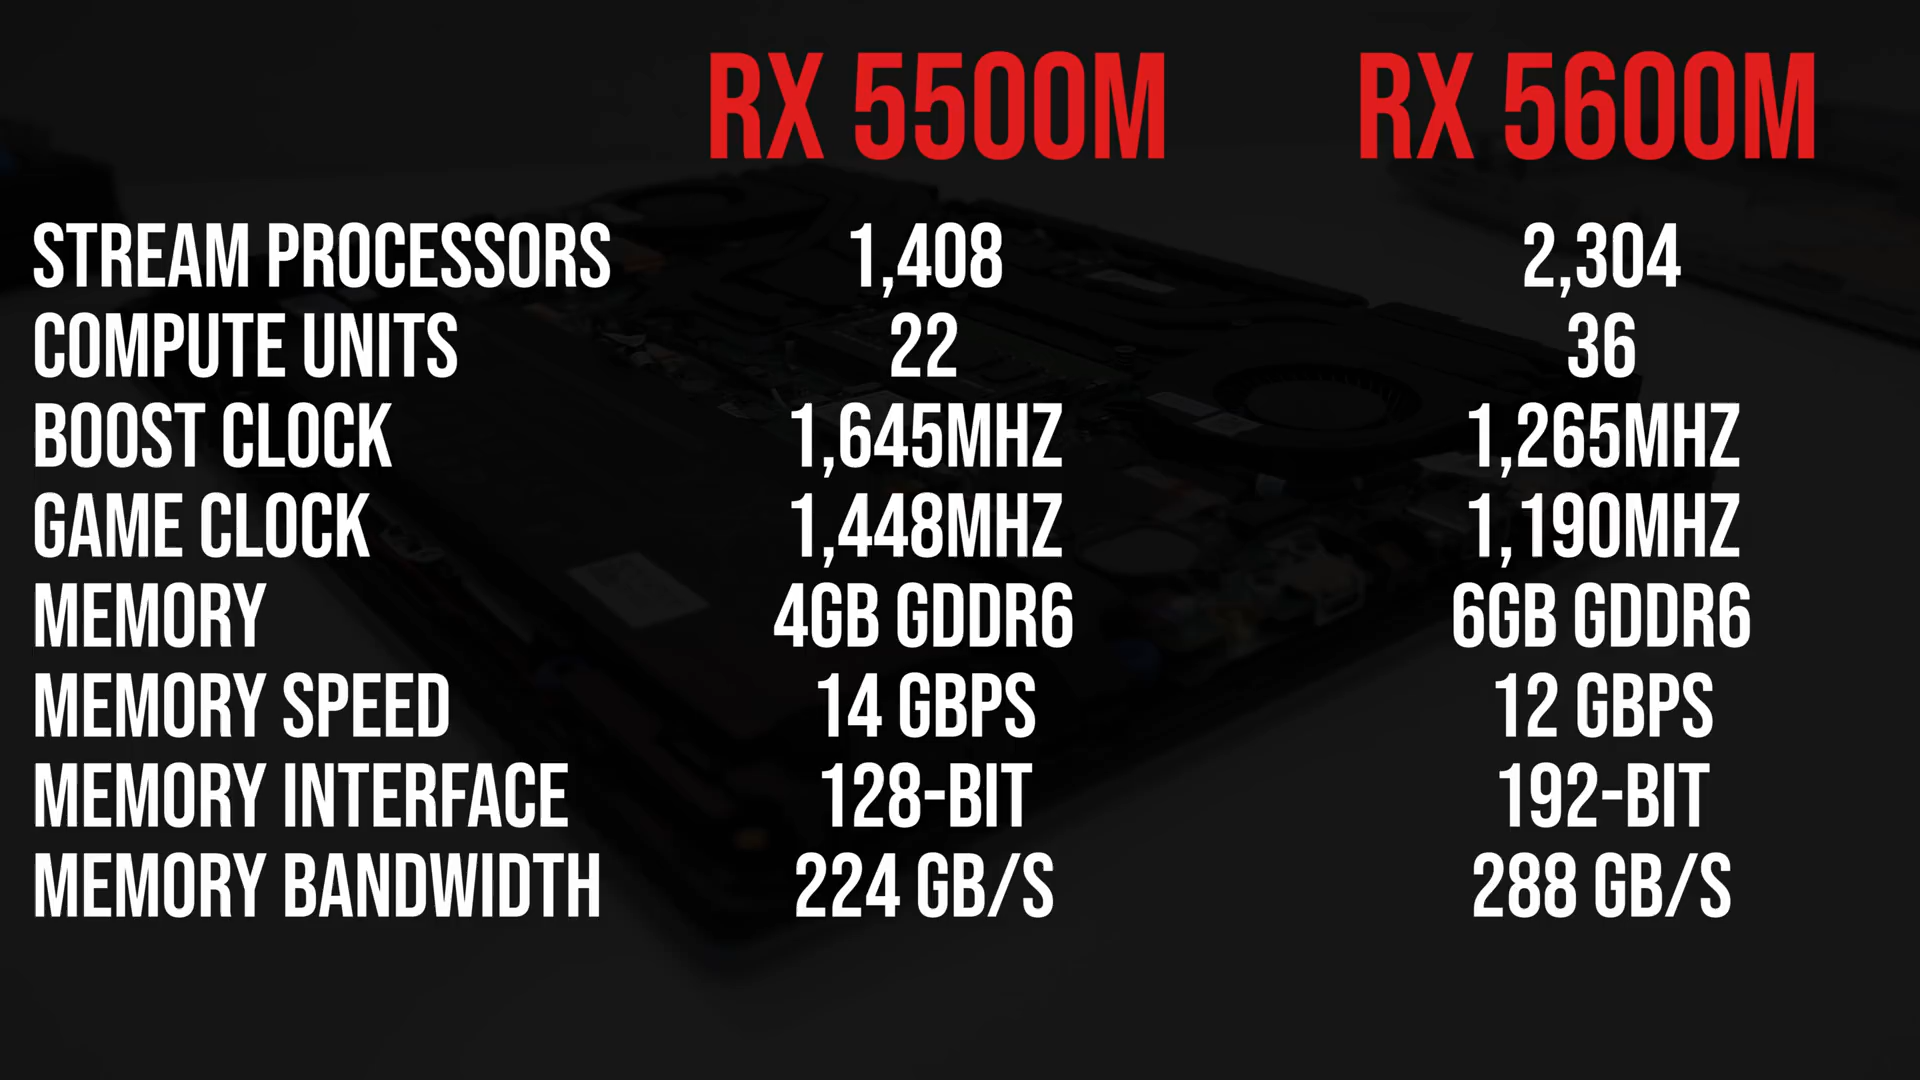 RX 5500M RX 5600M
STREAM PROCESSORS 1,408 2,304
COMPUTE UNITS 22 36
BOOST CLOCK 1,645MHZ 1,265MHZ
GAME CLOCK 1,448MHZ 1,190MHZ
MEMORY 4GB GDDR6 6GB GDDR6
MEMORY SPEED 14 GBPS 12 GBPS
MEMORY INTERFACE 128-BIT 192-BIT
MEMORY BANDWIDTH 224 GB/S 288 GB/S